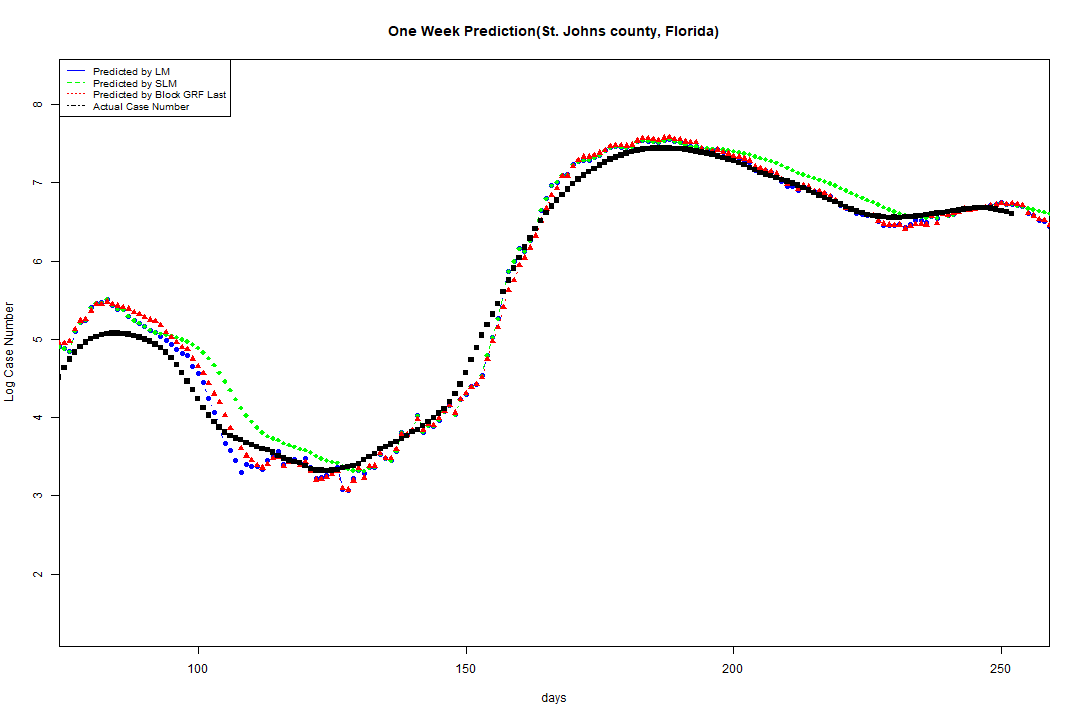 One Week Prediction(St. Johns county, Florida)
Predicted by LM
Predicted by SLM
Predicted by Block GRF Last
Actual Case Number
8
7
6
5
4
3
2
Log Case Number
100 150 200 250
days